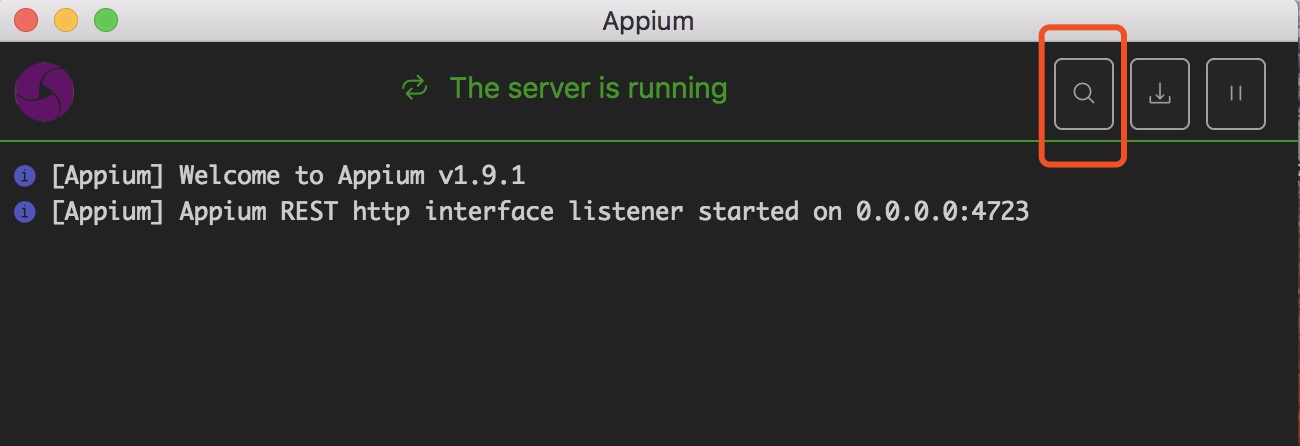 Appium
The server is running
[Appium] Welcome to Appium v1.9.1
[Appium] Appium REST http interface listener started on 0.0.0.0:4723